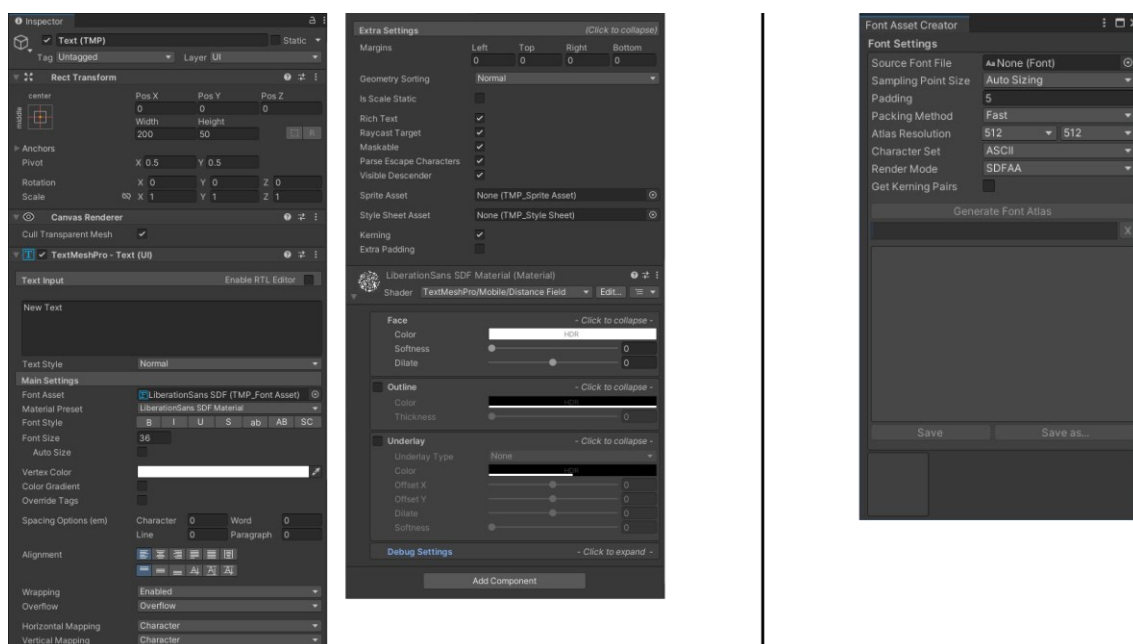 Inspector
Text (TMP) Static
Tag Untagged Layer UI
Rect Transform
center Pos X Pos Y Pos Z
middle 0 0 0
Width Height
200 50 R
Anchors
Pivot X 0.5 Y 0.5
Rotation X 0 Y 0 Z 0
Scale X 1 Y 1 Z 1
Canvas Renderer
Cull Transparent Mesh
TextMeshPro - Text (UI)
Text Input Enable RTL Editor
New Text
Text Style Normal
Main Settings
Font Asset LiberationSans SDF (TMP_Font Asset)
Material Preset LiberationSans SDF Material
Font Style B I U S ab AB SC
Font Size 36
Auto Size
Vertex Color
Color Gradient
Override Tags
Spacing Options (em) Character 0 Word 0
Line 0 Paragraph 0
Alignment
Wrapping Enabled
Overflow Overflow
Horizontal Mapping Character
Vertical Mapping Character
Extra Settings (Click to collapse)
Margins Left Top Right Bottom
0 0 0 0
Geometry Sorting Normal
Is Scale Static
Rich Text
Raycast Target
Maskable
Parse Escape Characters
Visible Descender
Sprite Asset None (TMP_Sprite Asset)
Style Sheet Asset None (TMP_Style Sheet)
Kerning
Extra Padding
LiberationSans SDF Material (Material)
Shader TextMeshPro/Mobile/Distance Field Edit...
Face - Click to collapse -
Color HDR
Softness 0
Dilate 0
Outline - Click to collapse -
Color HDR
Thickness 0
Underlay - Click to collapse -
Underlay Type None
Color HDR
Offset X 0
Offset Y 0
Dilate 0
Softness 0
Debug Settings - Click to expand -
Add Component
Font Asset Creator
Font Settings
Source Font File Aa None (Font)
Sampling Point Size Auto Sizing
Padding 5
Packing Method Fast
Atlas Resolution 512 512
Character Set ASCII
Render Mode SDFAA
Get Kerning Pairs
Generate Font Atlas
X
Save Save as...